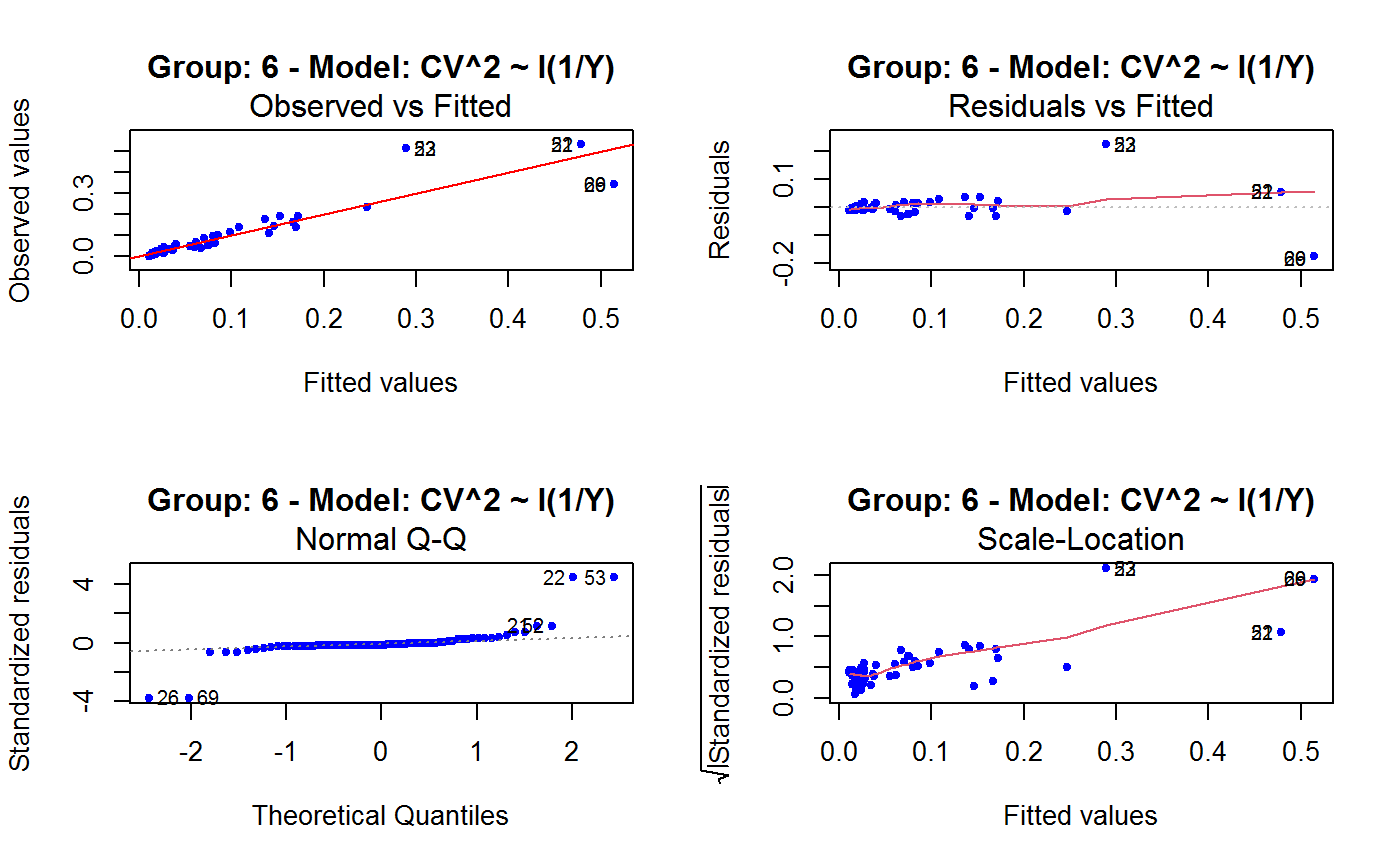 Group: 6 - Model: CV^2 ~ I(1/Y)
Observed vs Fitted
Observed values
0.0 0.3
0.0 0.1 0.2 0.3 0.4 0.5
Fitted values
Group: 6 - Model: CV^2 ~ I(1/Y)
Residuals vs Fitted
Residuals
-0.2 0.1
0.0 0.1 0.2 0.3 0.4 0.5
Fitted values
Group: 6 - Model: CV^2 ~ I(1/Y)
Normal Q-Q
Standardized residuals
-4 0 4
22 53
26 69
-2 -1 0 1 2
Theoretical Quantiles
Group: 6 - Model: CV^2 ~ I(1/Y)
Scale-Location
√|Standardized residuals|
0.0 1.0 2.0
0.0 0.1 0.2 0.3 0.4 0.5
Fitted values